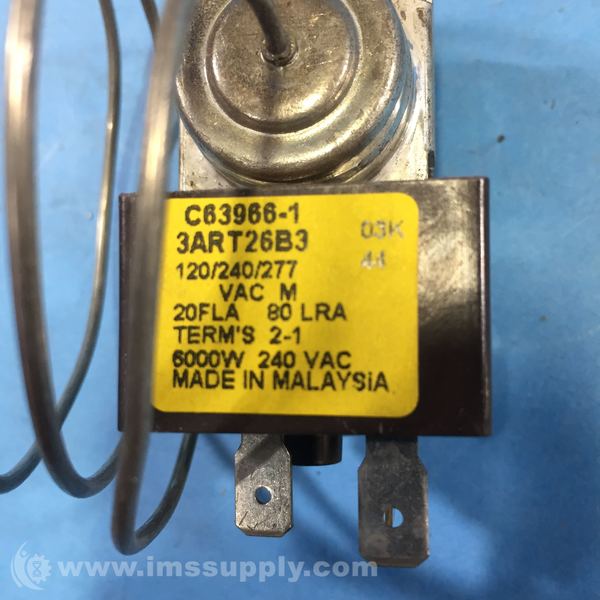 C63966-1
3ART26B3 03K
120/240/277 44
VAC M
20FLA 80 LRA
TERM'S 2-1
6000W 240 VAC
MADE IN MALAYSIA
www.imssupply.com